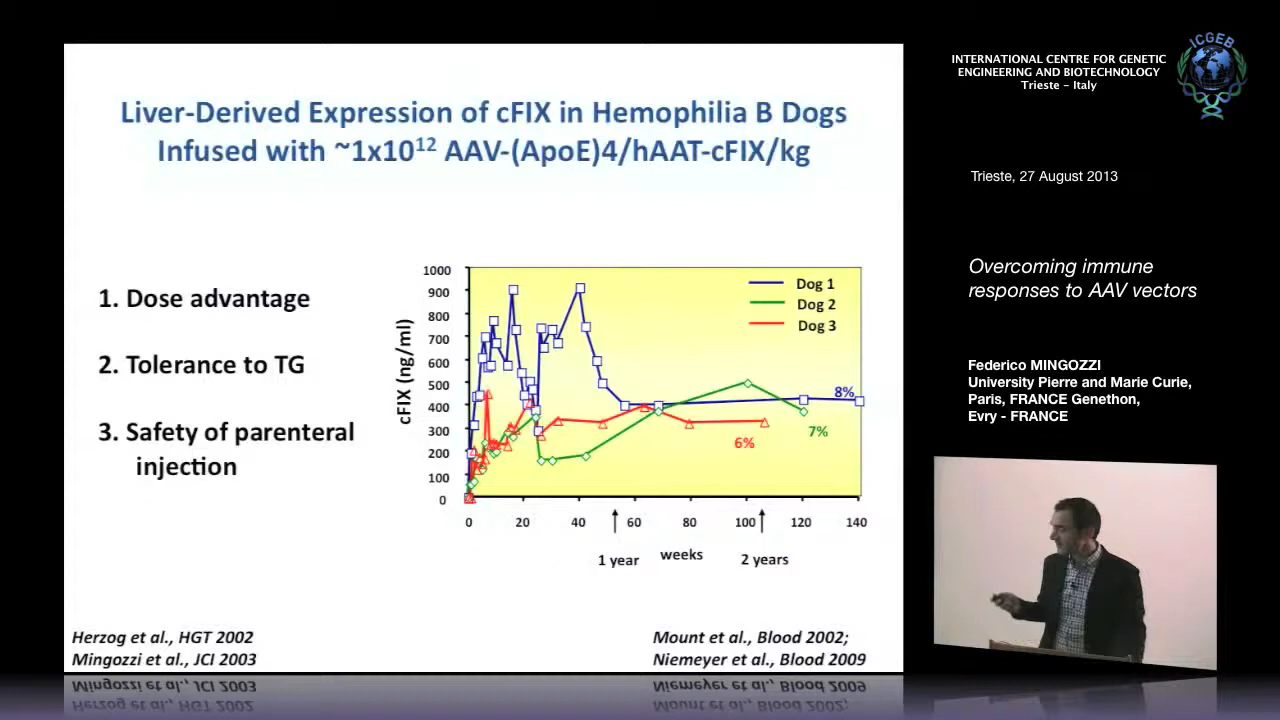 Liver-Derived Expression of cFIX in Hemophilia B Dogs
Infused with ~1x10¹² AAV-(ApoE)4/hAAT-cFIX/kg
1. Dose advantage
2. Tolerance to TG
3. Safety of parenteral
injection
cFIX (ng/ml)
1000
900
800
700
600
500
400
300
200
100
0
Dog 1
Dog 2
Dog 3
8%
7%
6%
0 20 40 60 80 100 120 140
1 year weeks 2 years
Herzog et al., HGT 2002
Mingozzi et al., JCI 2003
Mount et al., Blood 2002;
Niemeyer et al., Blood 2009
INTERNATIONAL CENTRE FOR GENETIC
ENGINEERING AND BIOTECHNOLOGY
Trieste - Italy
ICGEB
Trieste, 27 August 2013
Overcoming immune
responses to AAV vectors
Federico MINGOZZI
University Pierre and Marie Curie,
Paris, FRANCE Genethon,
Evry - FRANCE